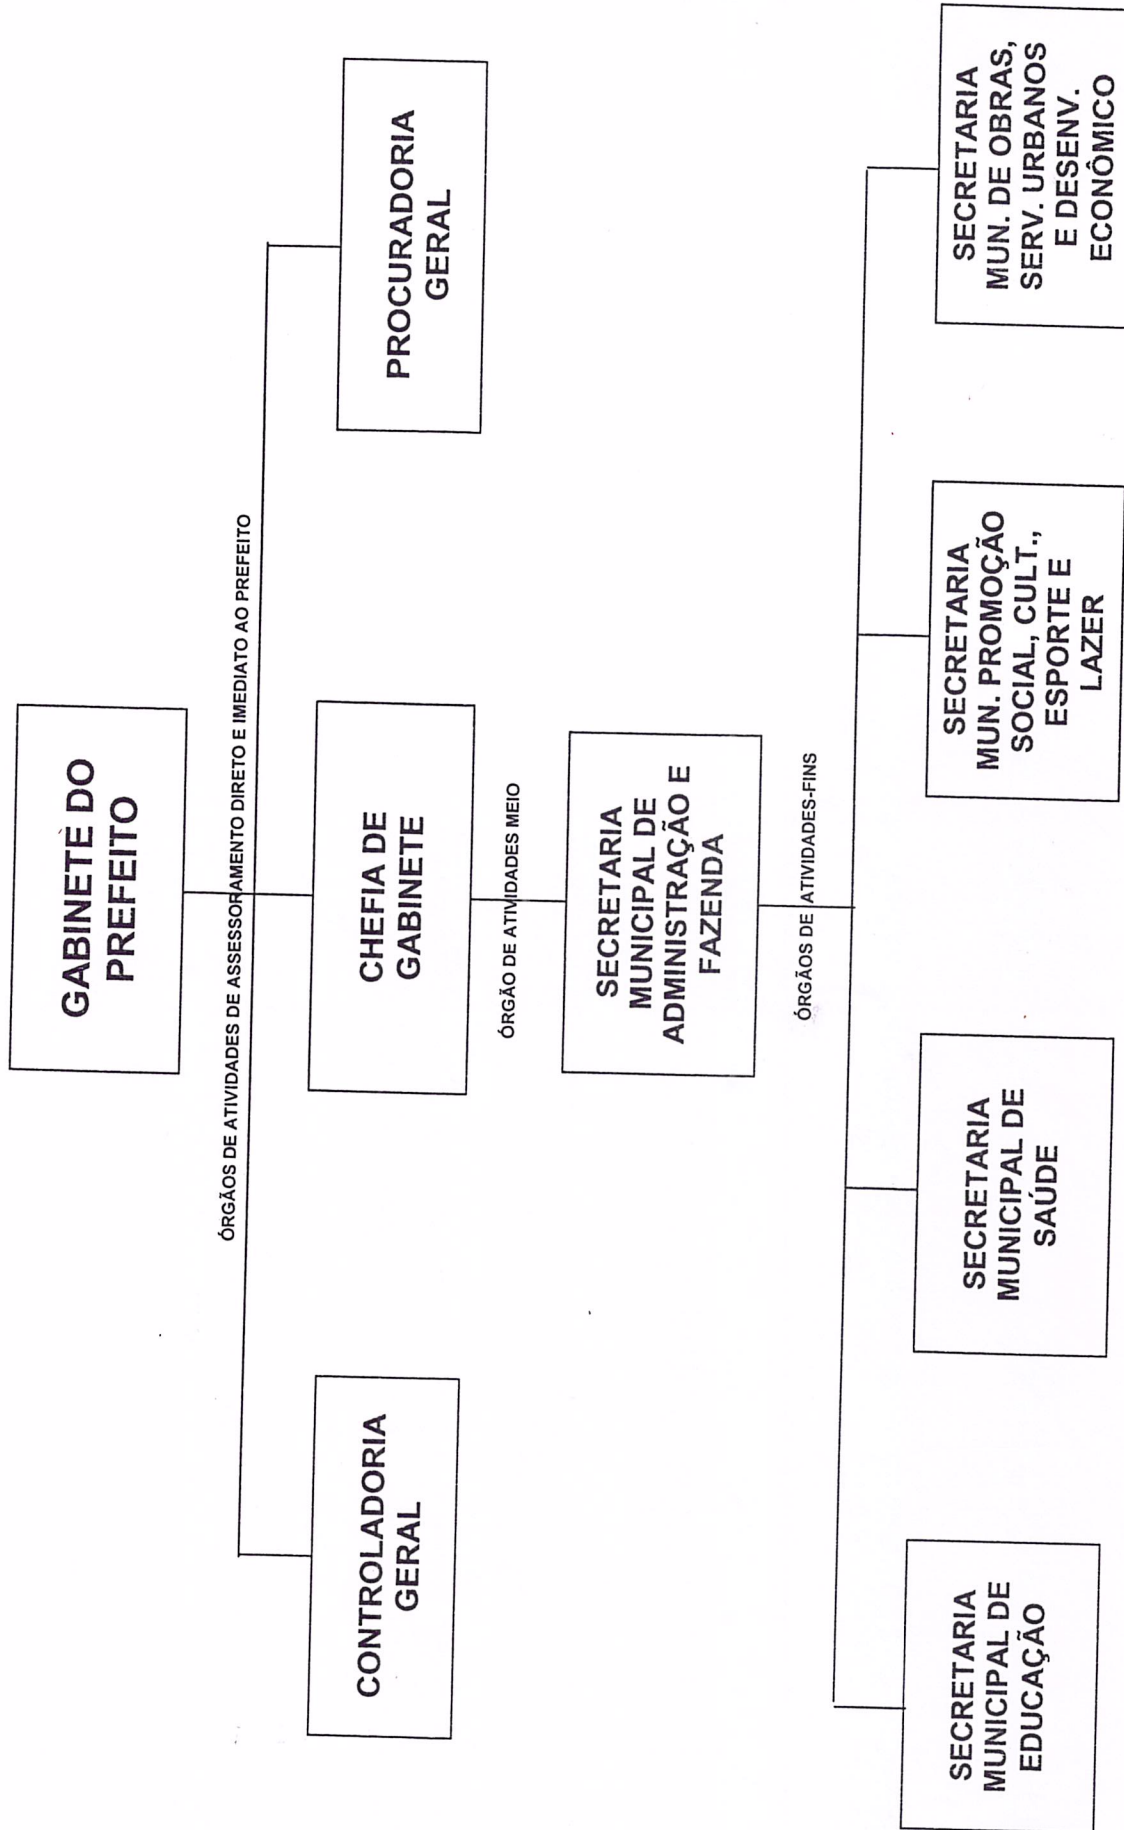 GABINETE DO
PREFEITO
ÓRGÃOS DE ATIVIDADES DE ASSESSORAMENTO DIRETO E IMEDIATO AO PREFEITO
CONTROLADORIA
GERAL
CHEFIA DE
GABINETE
PROCURADORIA
GERAL
ÓRGÃO DE ATIVIDADES MEIO
SECRETARIA
MUNICIPAL DE
ADMINISTRAÇÃO E
FAZENDA
ÓRGÃOS DE ATIVIDADES-FINS
SECRETARIA
MUNICIPAL DE
EDUCAÇÃO
SECRETARIA
MUNICIPAL DE
SAÚDE
SECRETARIA
MUN. PROMOÇÃO
SOCIAL, CULT.,
ESPORTE E
LAZER
SECRETARIA
MUN. DE OBRAS,
SERV. URBANOS
E DESENV.
ECONÔMICO